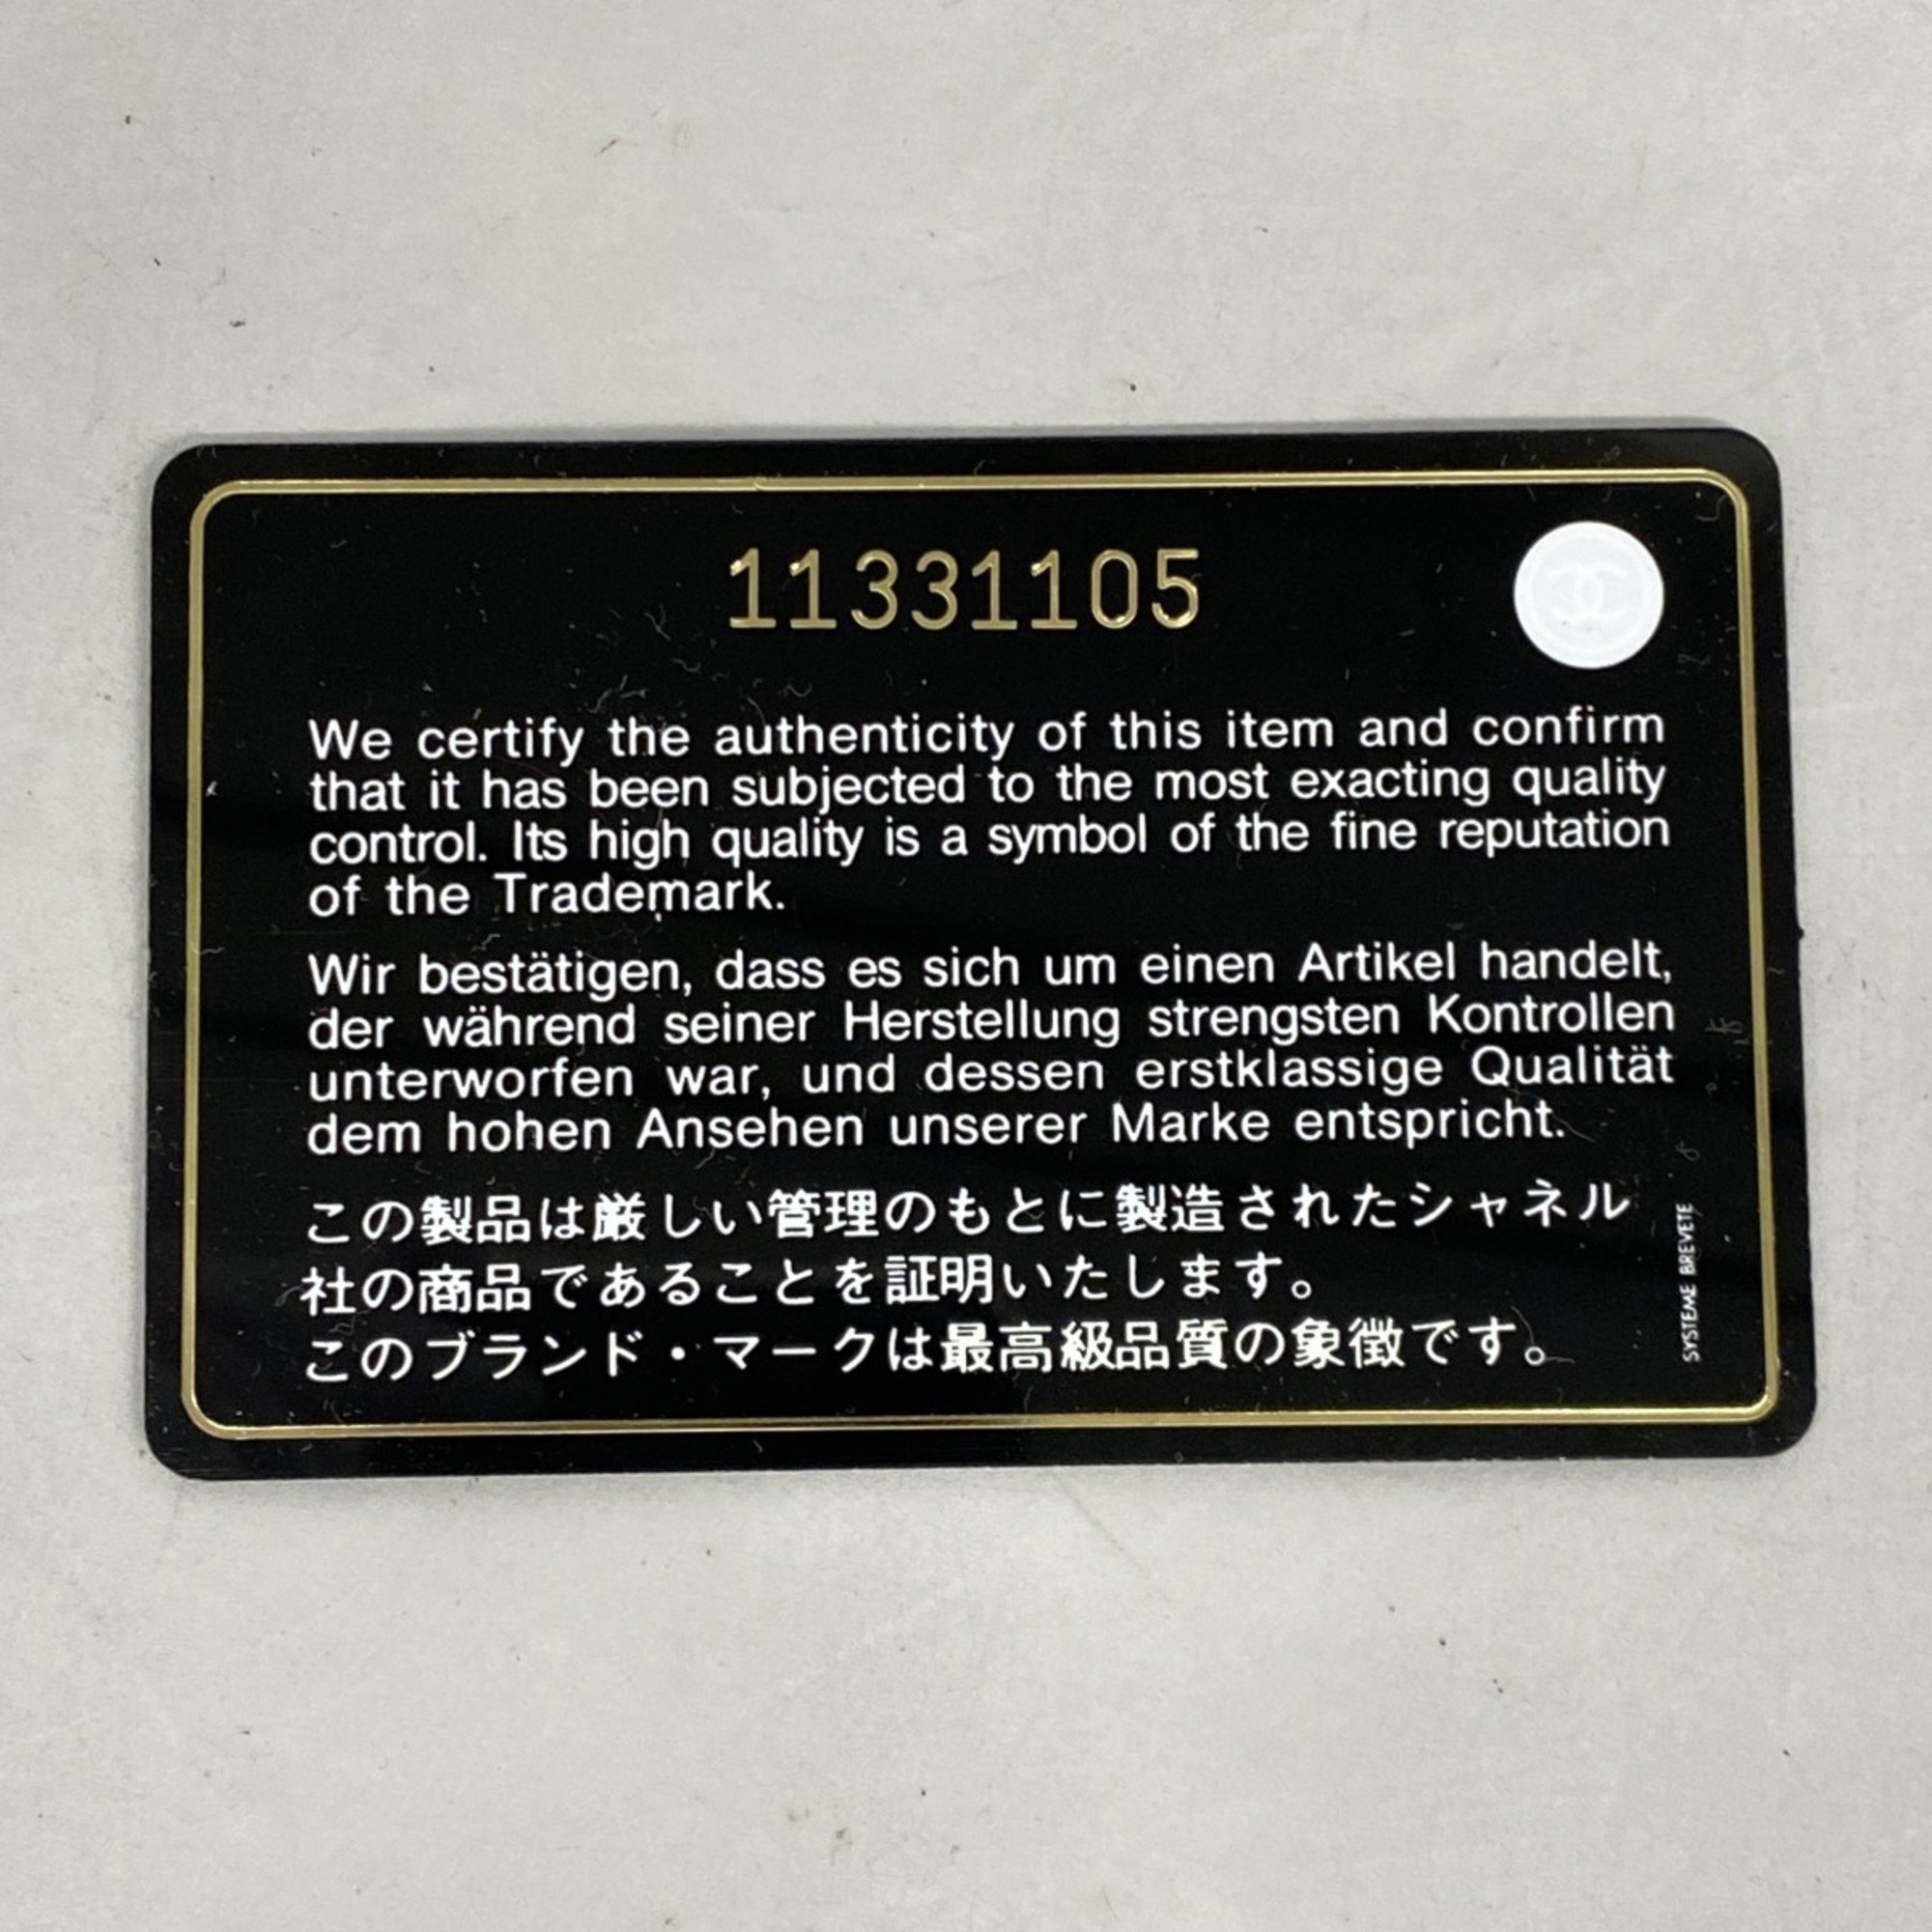 11331105
We certify the authenticity of this item and confirm
that it has been subjected to the most exacting quality
control. Its high quality is a symbol of the fine reputation
of the Trademark.
Wir bestätigen, dass es sich um einen Artikel handelt,
der während seiner Herstellung strengsten Kontrollen
unterworfen war, und dessen erstklassige Qualität
dem hohen Ansehen unserer Marke entspricht.
この製品は厳しい管理のもとに製造されたシャネル
社の商品であることを証明いたします。
このブランド・マークは最高級品質の象徴です。
SYSTEME BREVETE